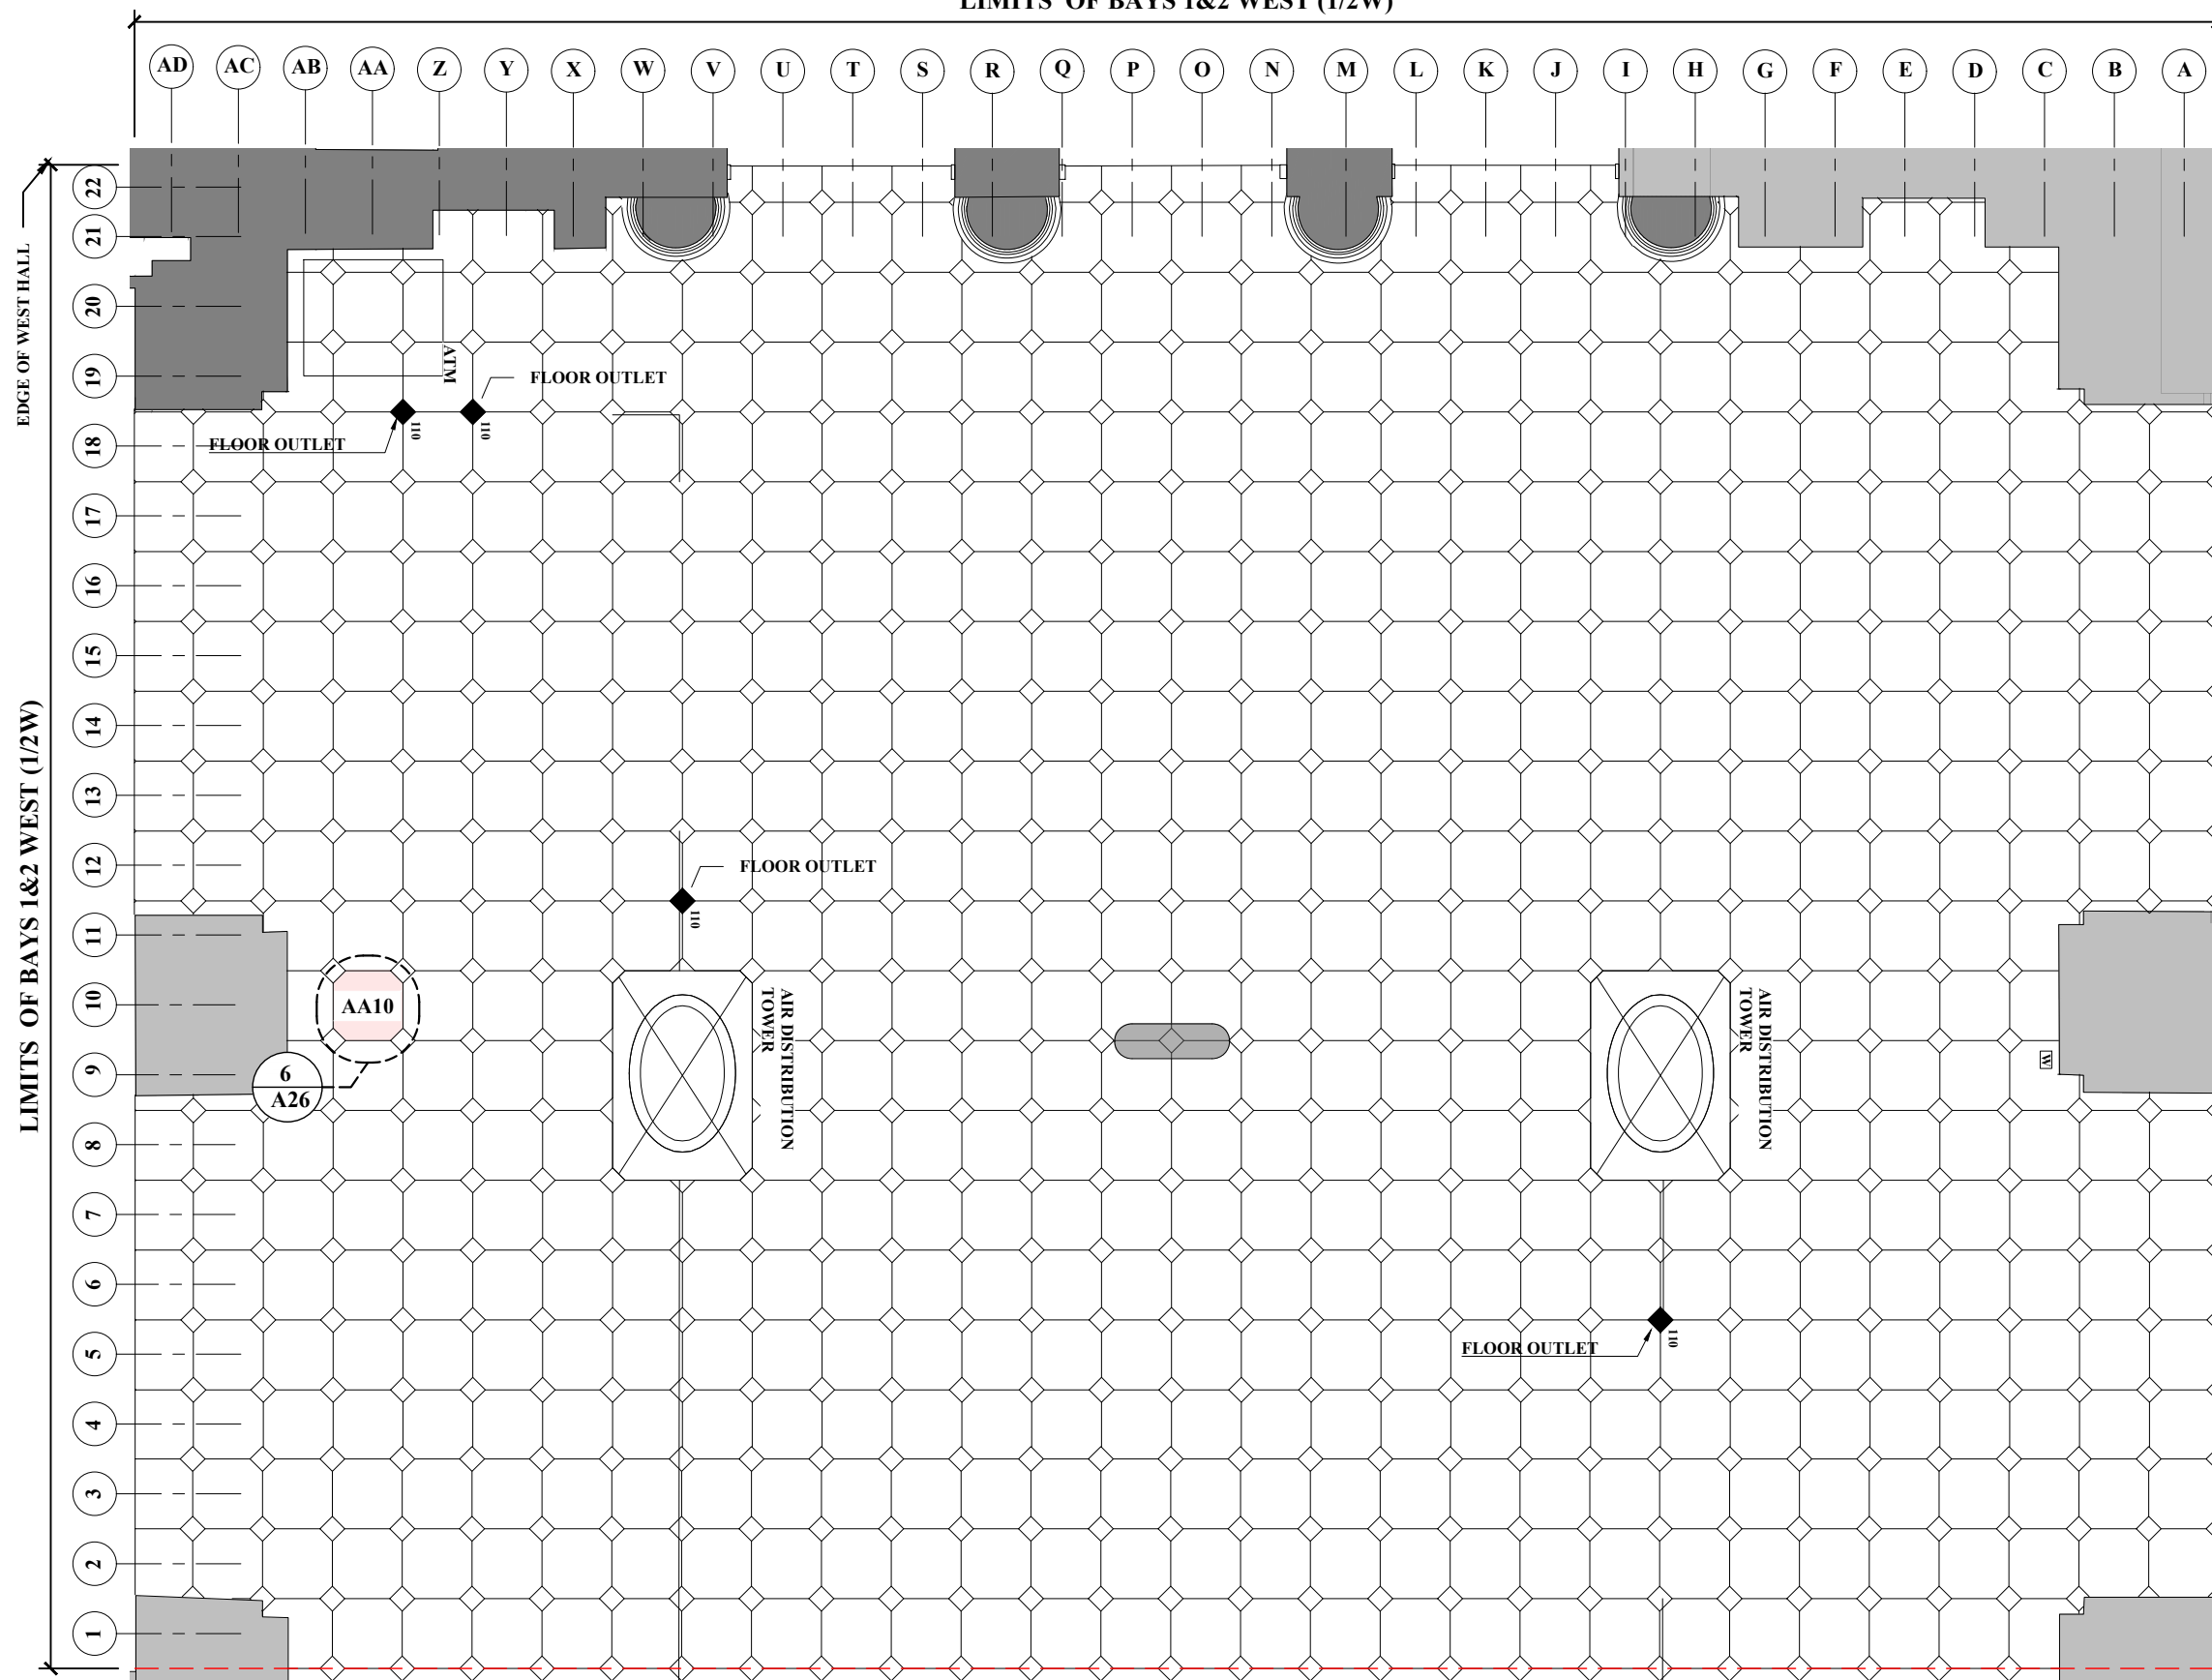 LIMITS OF BAYS 1&2 WEST (1/2W)
AD AC AB AA Z Y X W V U T S R Q P O N M L K J I H G F E D C B A
EDGE OF WEST HALL
LIMITS OF BAYS 1&2 WEST (1/2W)
22
21
20
19
18
17
16
15
14
13
12
11
10
9
8
7
6
5
4
3
2
1
ATM
FLOOR OUTLET
110
110
FLOOR OUTLET
FLOOR OUTLET
110
AA10
6
A26
AIR DISTRIBUTION
TOWER
AIR DISTRIBUTION
TOWER
W
FLOOR OUTLET
110